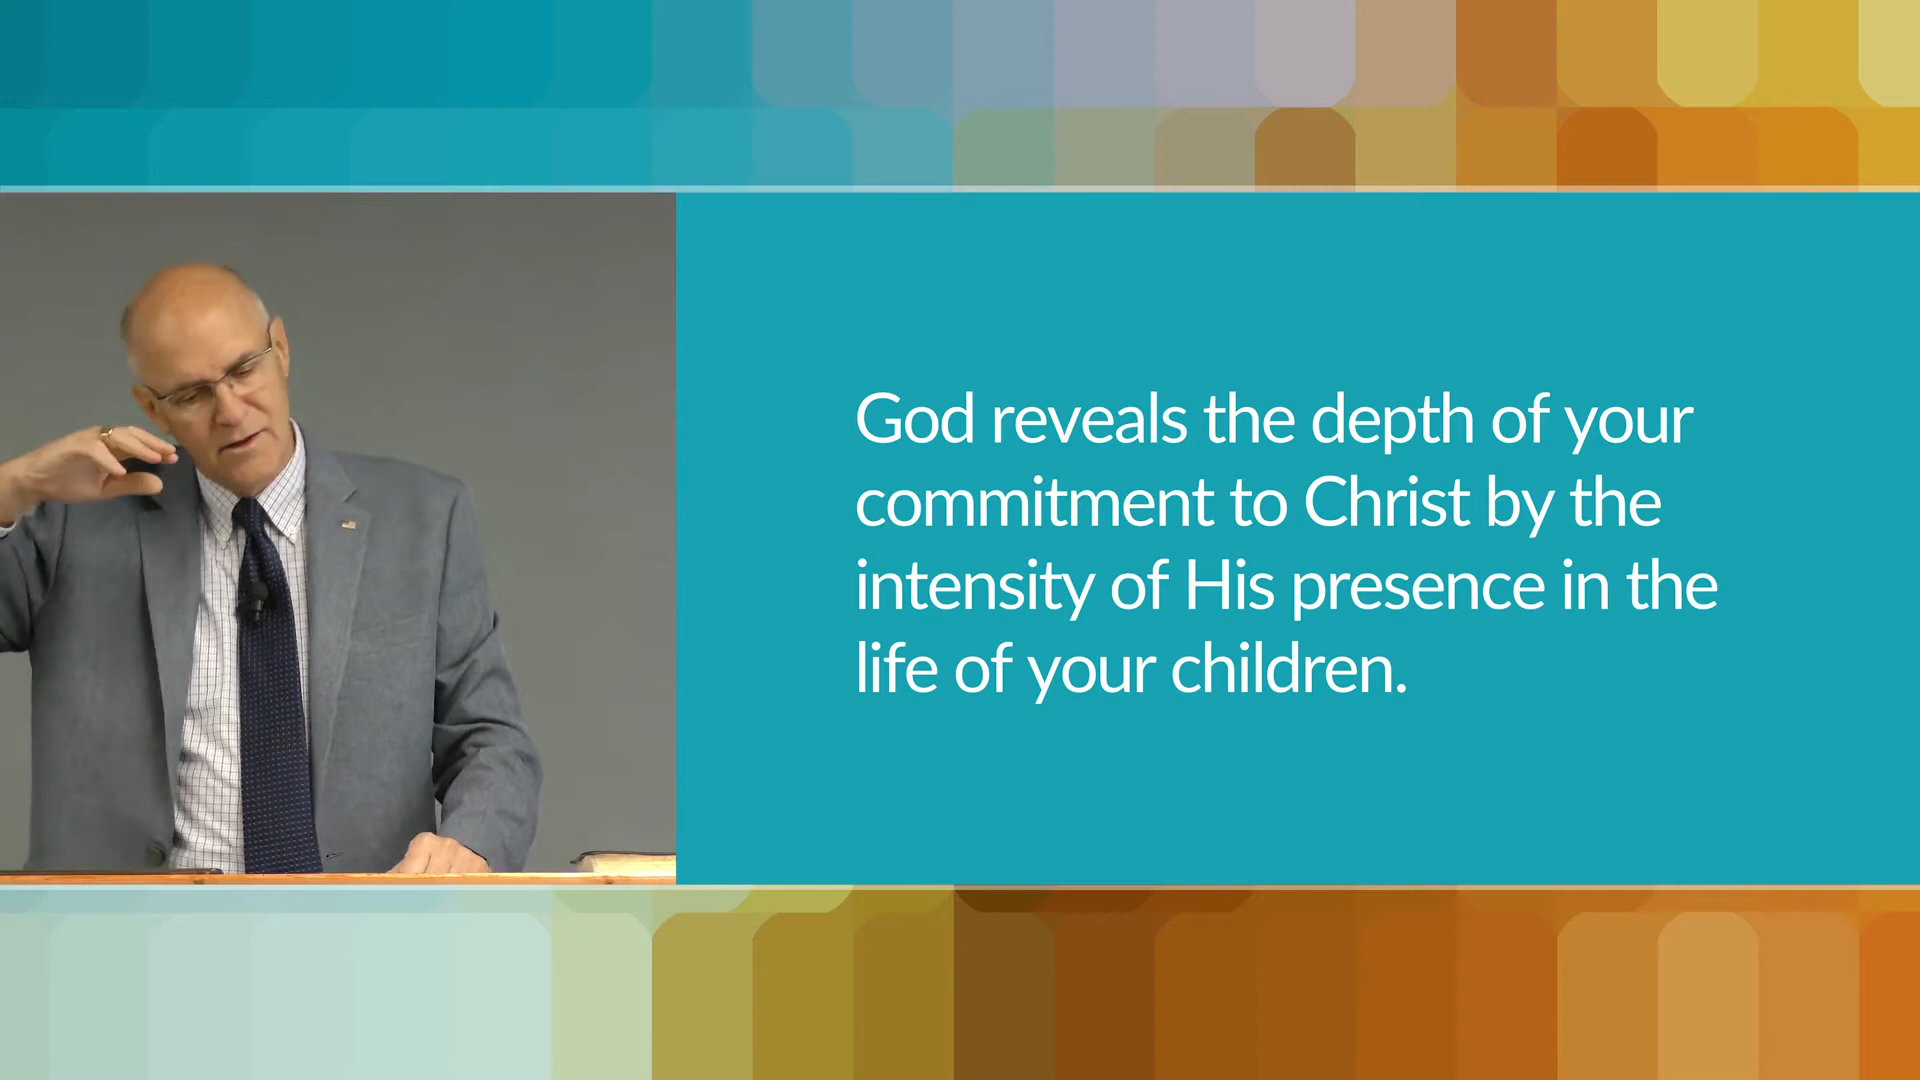 God reveals the depth of your
commitment to Christ by the
intensity of His presence in the
life of your children.